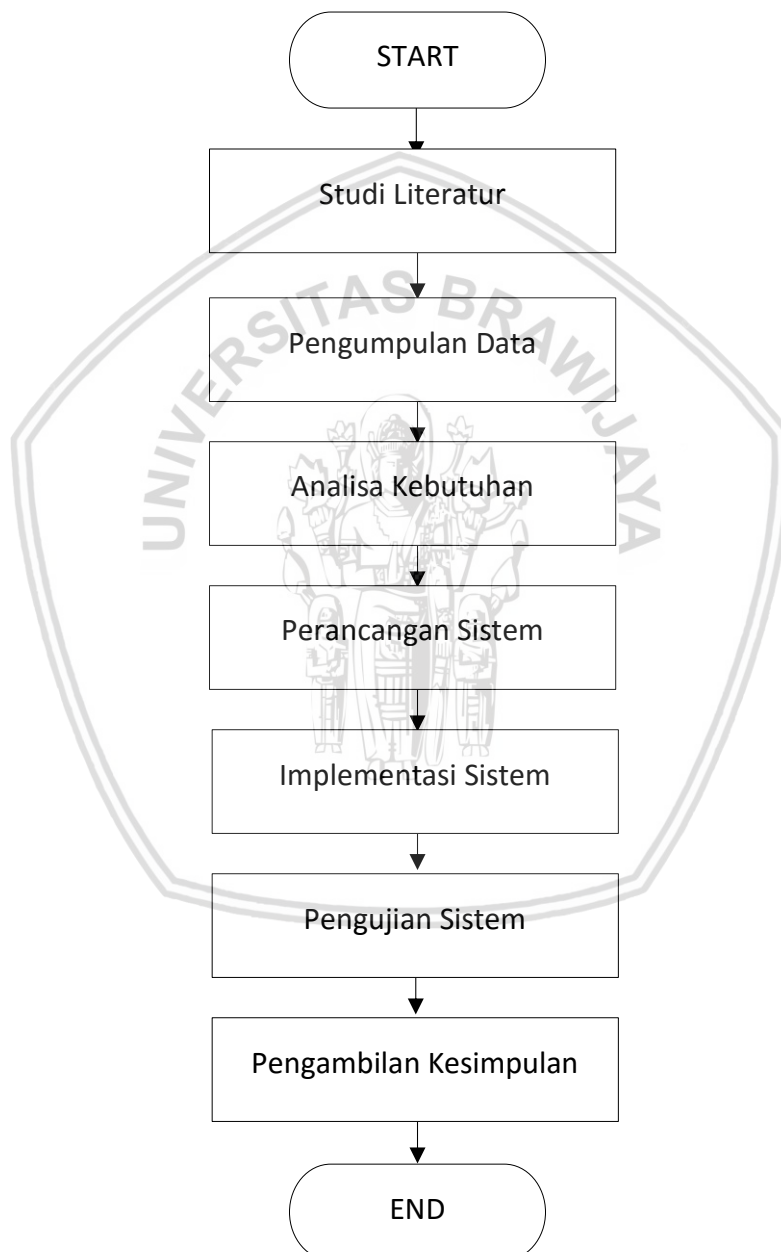 START
Studi Literatur
UNIVERSITAS BRAWIJAYA
Pengumpulan Data
Analisa Kebutuhan
Perancangan Sistem
Implementasi Sistem
Pengujian Sistem
Pengambilan Kesimpulan
END